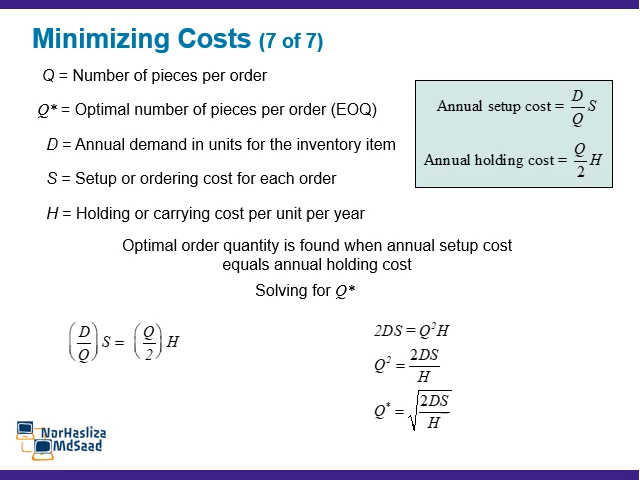 Minimizing Costs (7 of 7)
Q = Number of pieces per order
Q* = Optimal number of pieces per order (EOQ)
D = Annual demand in units for the inventory item
S = Setup or ordering cost for each order
H = Holding or carrying cost per unit per year
Annual setup cost = D/Q S
Annual holding cost = Q/2 H
Optimal order quantity is found when annual setup cost
equals annual holding cost
Solving for Q*
(D/Q) S = (Q/2) H
2DS = Q²H
Q² = 2DS/H
Q* = √(2DS/H)
NorHasliza
MdSaad